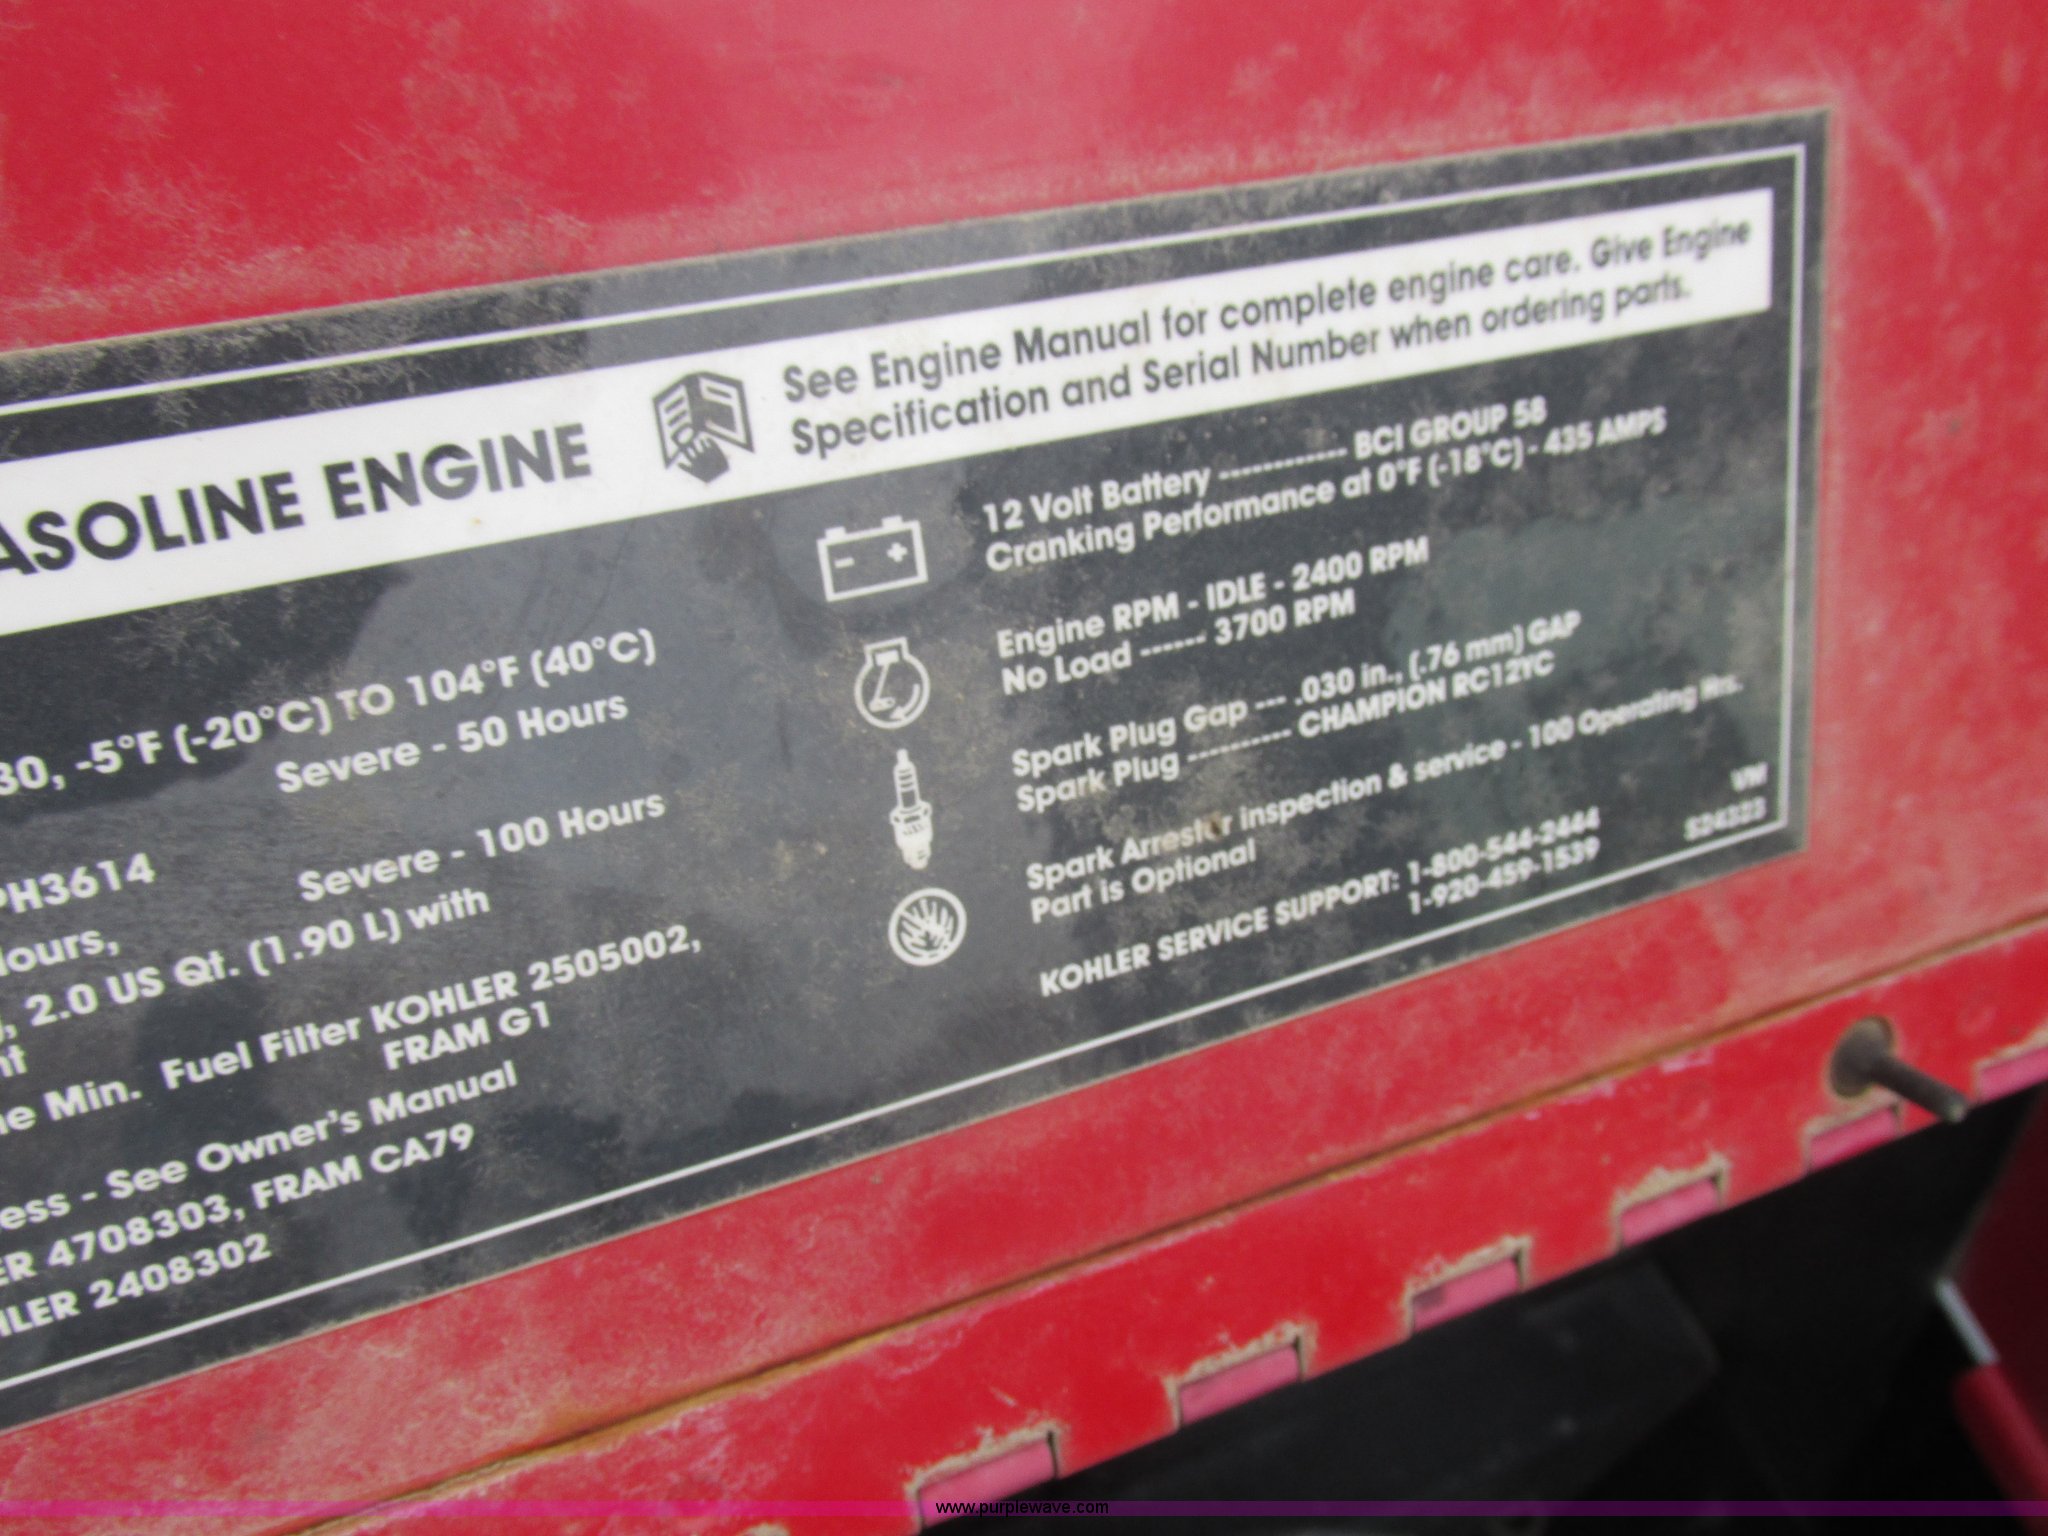 ASOLINE ENGINE
See Engine Manual for complete engine care. Give Engine
Specification and Serial Number when ordering parts.
30, -5°F (-20°C) TO 104°F (40°C)
Severe - 50 Hours
PH3614
Severe - 100 Hours
Hours,
2.0 US Qt. (1.90 L) with
nt
Min. Fuel Filter KOHLER 2505002,
FRAM G1
ess - See Owner's Manual
ER 4708303, FRAM CA79
HLER 2408302
12 Volt Battery ------------ BCI GROUP 58
Cranking Performance at 0°F (-18°C) - 435 AMPS
Engine RPM - IDLE - 2400 RPM
No Load ------ 3700 RPM
Spark Plug Gap --- .030 in., (.76 mm) GAP
Spark Plug ---------- CHAMPION RC12YC
Spark Arrestor inspection & service - 100 Operating Hrs.
Part is Optional
KOHLER SERVICE SUPPORT: 1-800-544-2444
1-920-459-1539
VM
S24323
www.purplewave.com